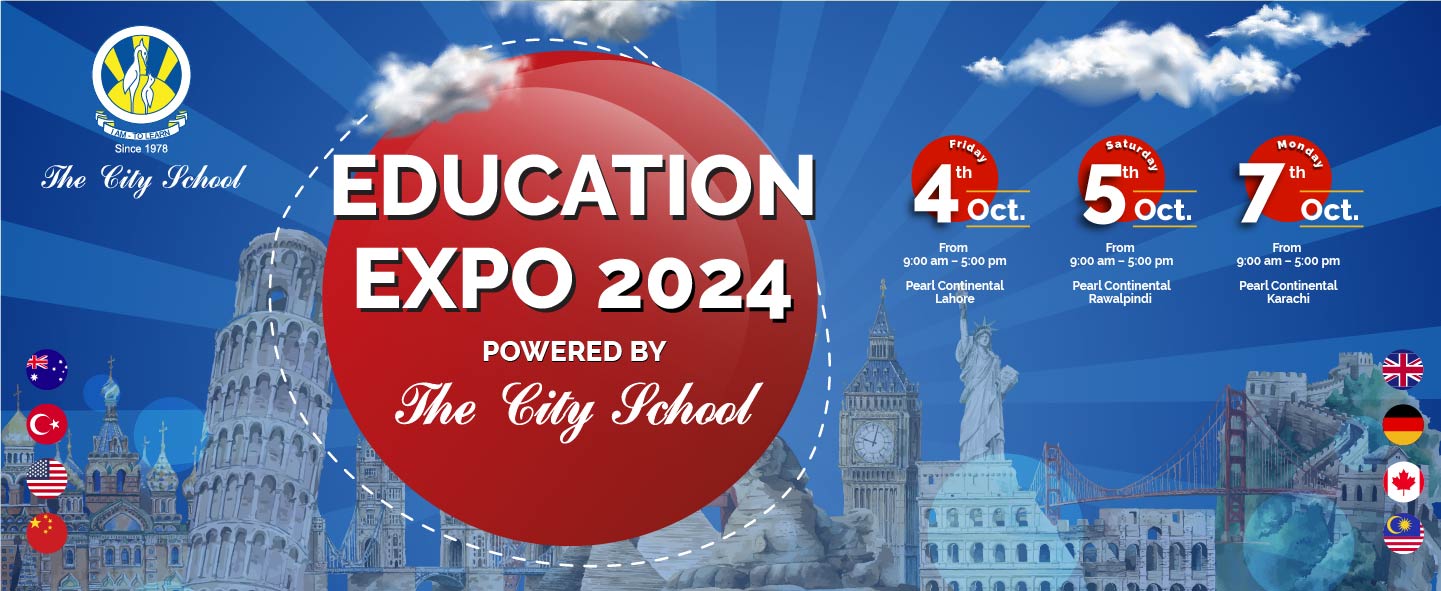 I AM - TO LEARN
Since 1978
The City School
EDUCATION
EXPO 2024
POWERED BY
The City School
Friday
4th Oct.
From
9:00 am – 5:00 pm
Pearl Continental
Lahore
Saturday
5th Oct.
From
9:00 am – 5:00 pm
Pearl Continental
Rawalpindi
Monday
7th Oct.
From
9:00 am – 5:00 pm
Pearl Continental
Karachi